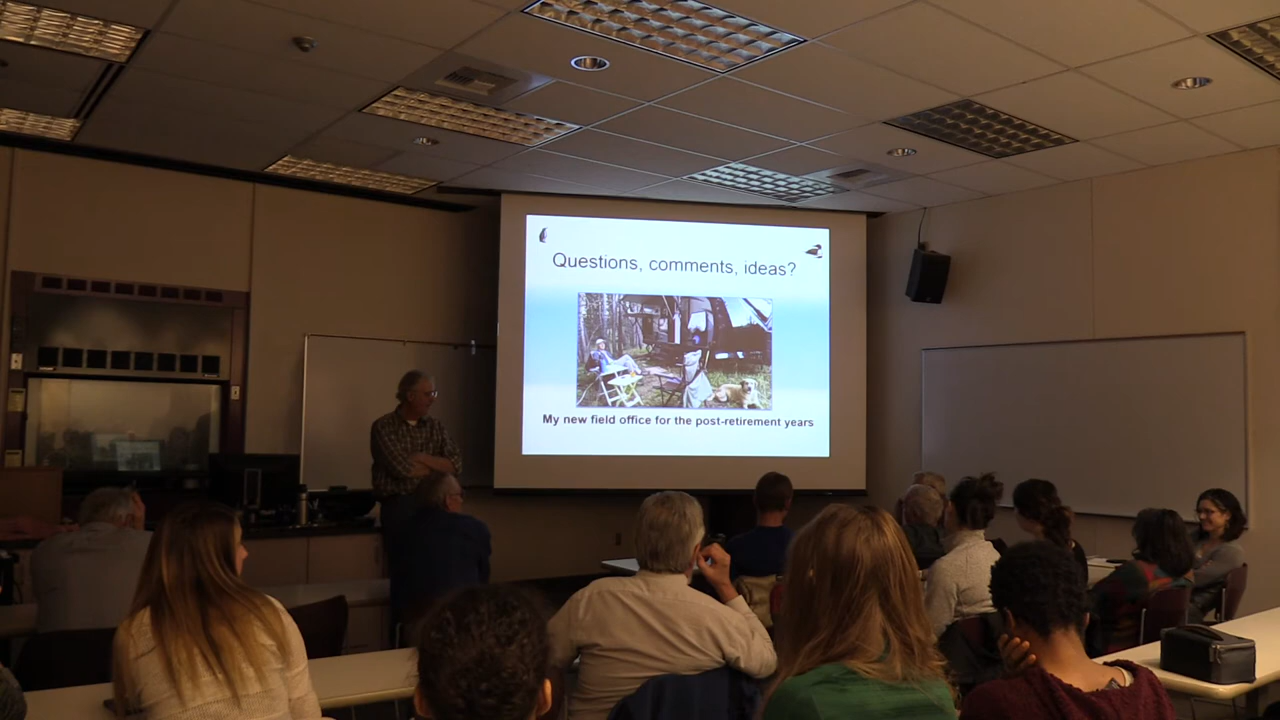 Questions, comments, ideas?
My new field office for the post-retirement years